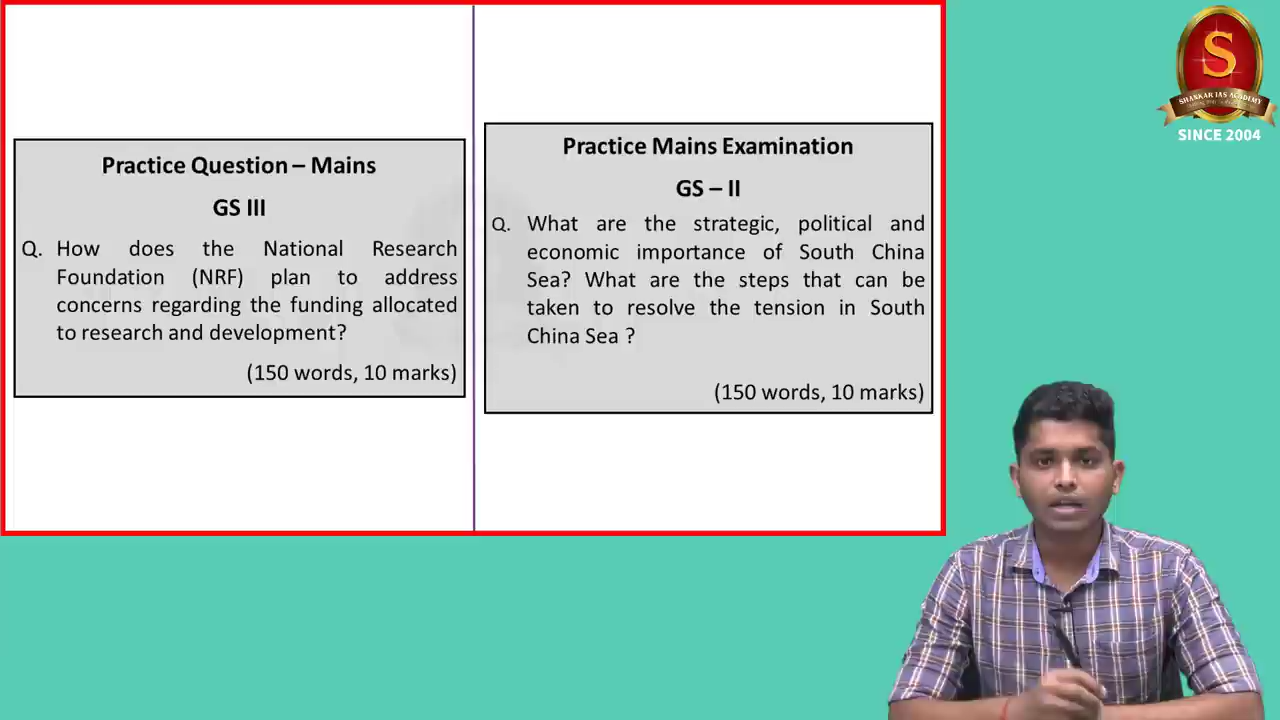 Practice Question – Mains
GS III
Q. How does the National Research
Foundation (NRF) plan to address
concerns regarding the funding allocated
to research and development?
(150 words, 10 marks)
Practice Mains Examination
GS – II
Q. What are the strategic, political and
economic importance of South China
Sea? What are the steps that can be
taken to resolve the tension in South
China Sea ?
(150 words, 10 marks)
S
SHANKAR IAS ACADEMY
SINCE 2004